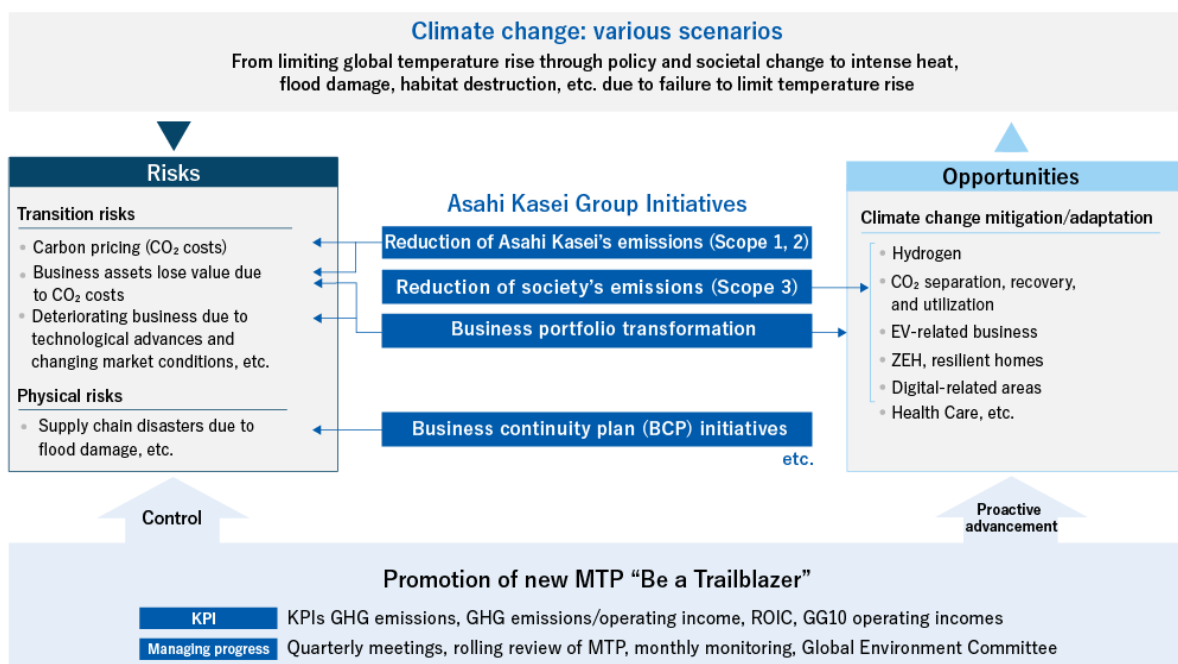 Climate change: various scenarios
From limiting global temperature rise through policy and societal change to intense heat,
flood damage, habitat destruction, etc. due to failure to limit temperature rise
Risks
Transition risks
• Carbon pricing (CO₂ costs)
• Business assets lose value due
to CO₂ costs
• Deteriorating business due to
technological advances and
changing market conditions, etc.
Physical risks
• Supply chain disasters due to
flood damage, etc.
Asahi Kasei Group Initiatives
Reduction of Asahi Kasei's emissions (Scope 1, 2)
Reduction of society's emissions (Scope 3)
Business portfolio transformation
Business continuity plan (BCP) initiatives
etc.
Opportunities
Climate change mitigation/adaptation
• Hydrogen
• CO₂ separation, recovery,
and utilization
• EV-related business
• ZEH, resilient homes
• Digital-related areas
• Health Care, etc.
Control
Proactive
advancement
Promotion of new MTP “Be a Trailblazer”
KPI
KPIs GHG emissions, GHG emissions/operating income, ROIC, GG10 operating incomes
Managing progress
Quarterly meetings, rolling review of MTP, monthly monitoring, Global Environment Committee